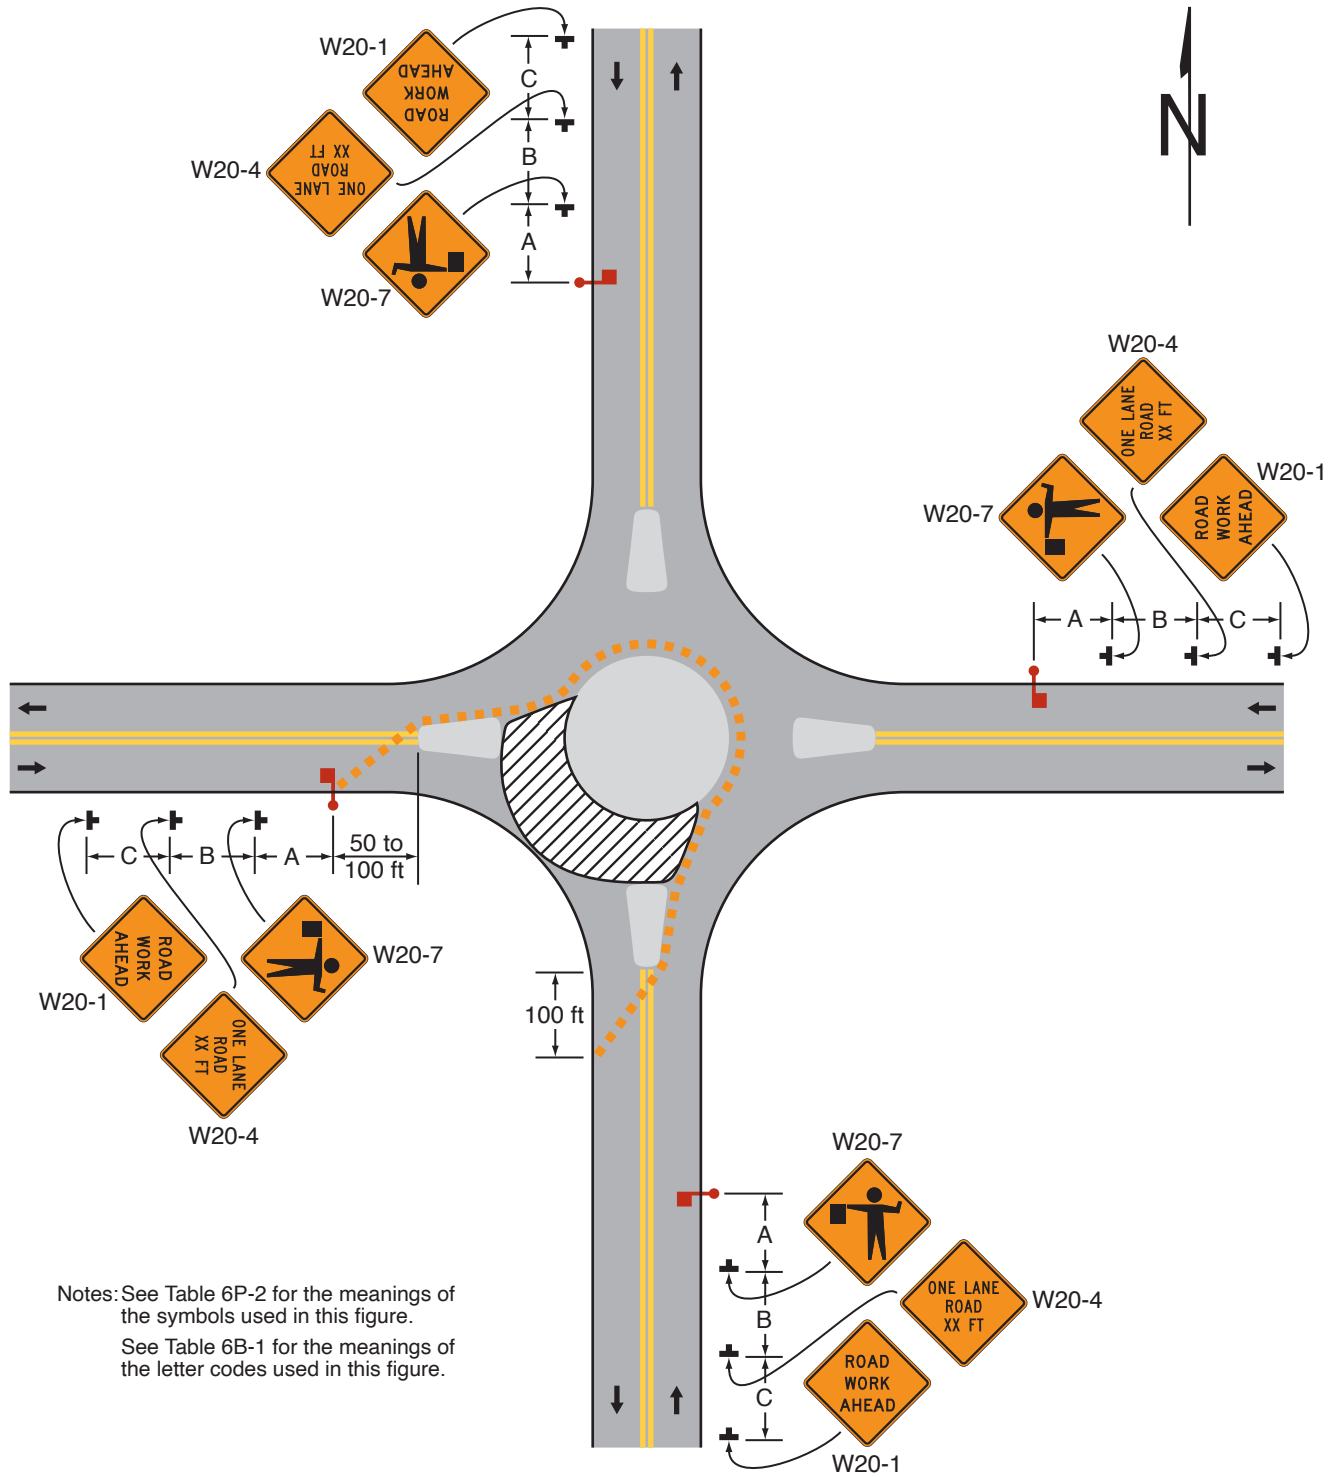 W20-1
ROAD
WORK
AHEAD
C
W20-4
ONE LANE
ROAD
XX FT
B
W20-7
A
N
W20-4
ONE LANE
ROAD
XX FT
W20-1
ROAD
WORK
AHEAD
W20-7
A
B
C
C
B
A
50 to
100 ft
ROAD
WORK
AHEAD
W20-7
W20-1
ONE LANE
ROAD
XX FT
W20-4
100 ft
W20-7
A
ONE LANE
ROAD
XX FT
W20-4
B
ROAD
WORK
AHEAD
C
W20-1
Notes: See Table 6P-2 for the meanings of
the symbols used in this figure.
See Table 6B-1 for the meanings of
the letter codes used in this figure.